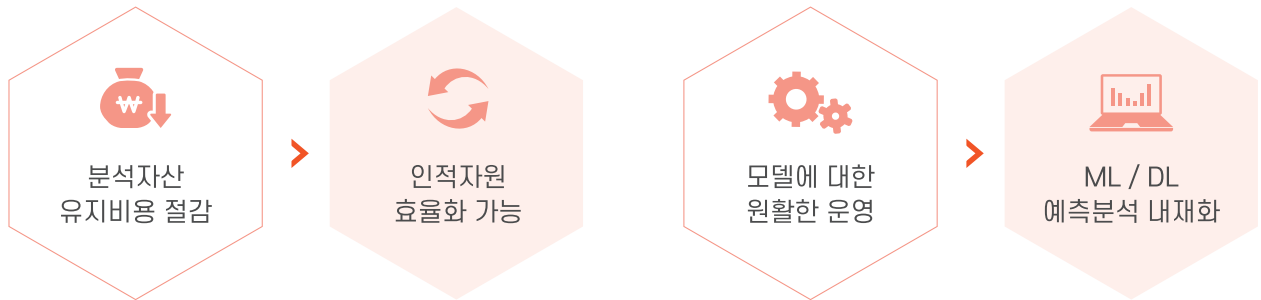 분석자산
유지비용 절감
인적자원
효율화 가능
모델에 대한
원활한 운영
ML / DL
예측분석 내재화